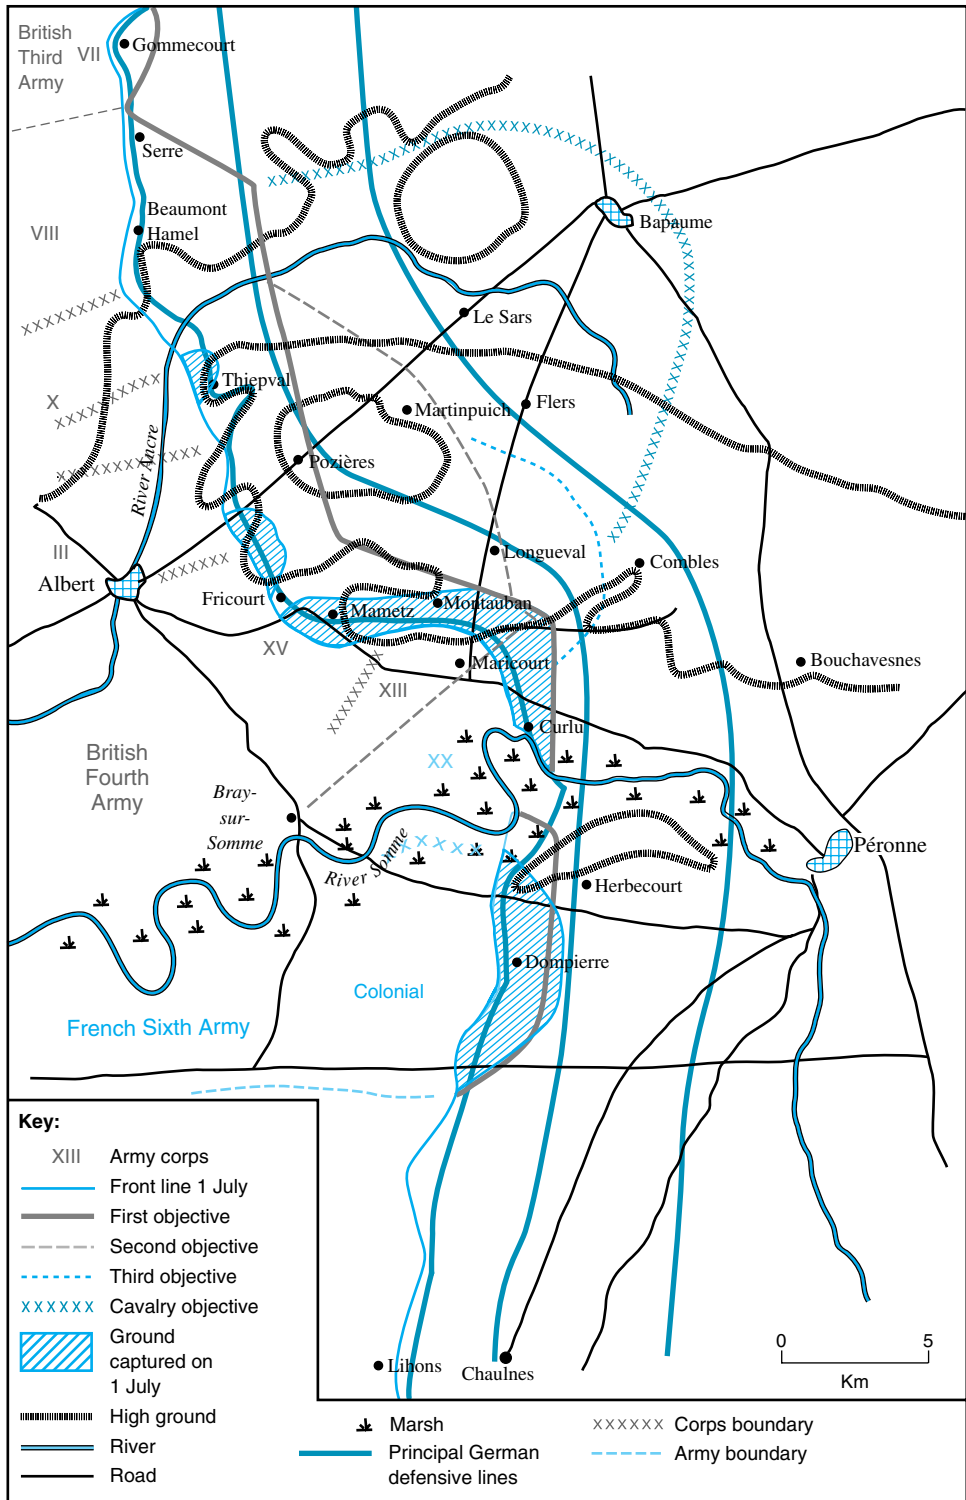 British
Third
Army
VII
Gommecourt
Serre
Beaumont
Hamel
VIII
Bapaume
Le Sars
Thiepval
X
Martinpuich
Flers
River Ancre
Pozières
III
Albert
Longueval
Combles
Fricourt
Mametz
Montauban
XV
Maricourt
Bouchavesnes
XIII
Curlu
British
Fourth
Army
XX
Bray-
sur-
Somme
River Somme
Péronne
Herbecourt
Dompierre
Colonial
French Sixth Army
Lihons
Chaulnes
0 5
Km
Key:
XIII Army corps
Front line 1 July
First objective
Second objective
Third objective
XXXXXX Cavalry objective
Ground
captured on
1 July
High ground
River
Road
Marsh
Principal German
defensive lines
XXXXXX Corps boundary
Army boundary